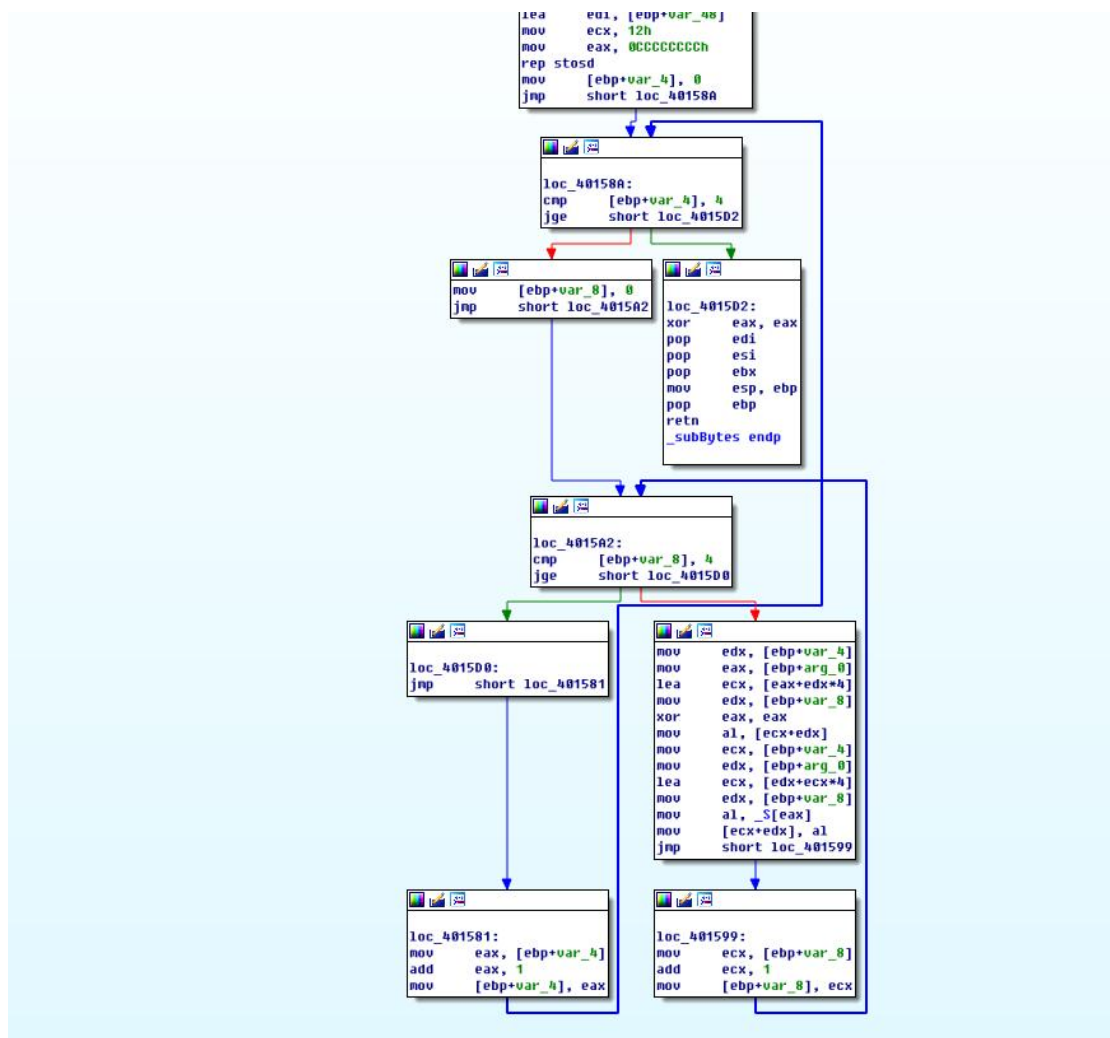 lea edi, [ebp+var_48]
mov ecx, 12h
mov eax, 0CCCCCCCCh
rep stosd
mov [ebp+var_4], 0
jmp short loc_40158A
loc_40158A:
cmp [ebp+var_4], 4
jge short loc_4015D2
mov [ebp+var_8], 0
jmp short loc_4015A2
loc_4015D2:
xor eax, eax
pop edi
pop esi
pop ebx
mov esp, ebp
pop ebp
retn
_subBytes endp
loc_4015A2:
cmp [ebp+var_8], 4
jge short loc_4015D0
loc_4015D0:
jmp short loc_401581
mov edx, [ebp+var_4]
mov eax, [ebp+arg_0]
lea ecx, [eax+edx*4]
mov edx, [ebp+var_8]
xor eax, eax
mov al, [ecx+edx]
mov ecx, [ebp+var_4]
mov edx, [ebp+arg_0]
lea ecx, [edx+ecx*4]
mov edx, [ebp+var_8]
mov al, _S[eax]
mov [ecx+edx], al
jmp short loc_401599
loc_401581:
mov eax, [ebp+var_4]
add eax, 1
mov [ebp+var_4], eax
loc_401599:
mov ecx, [ebp+var_8]
add ecx, 1
mov [ebp+var_8], ecx